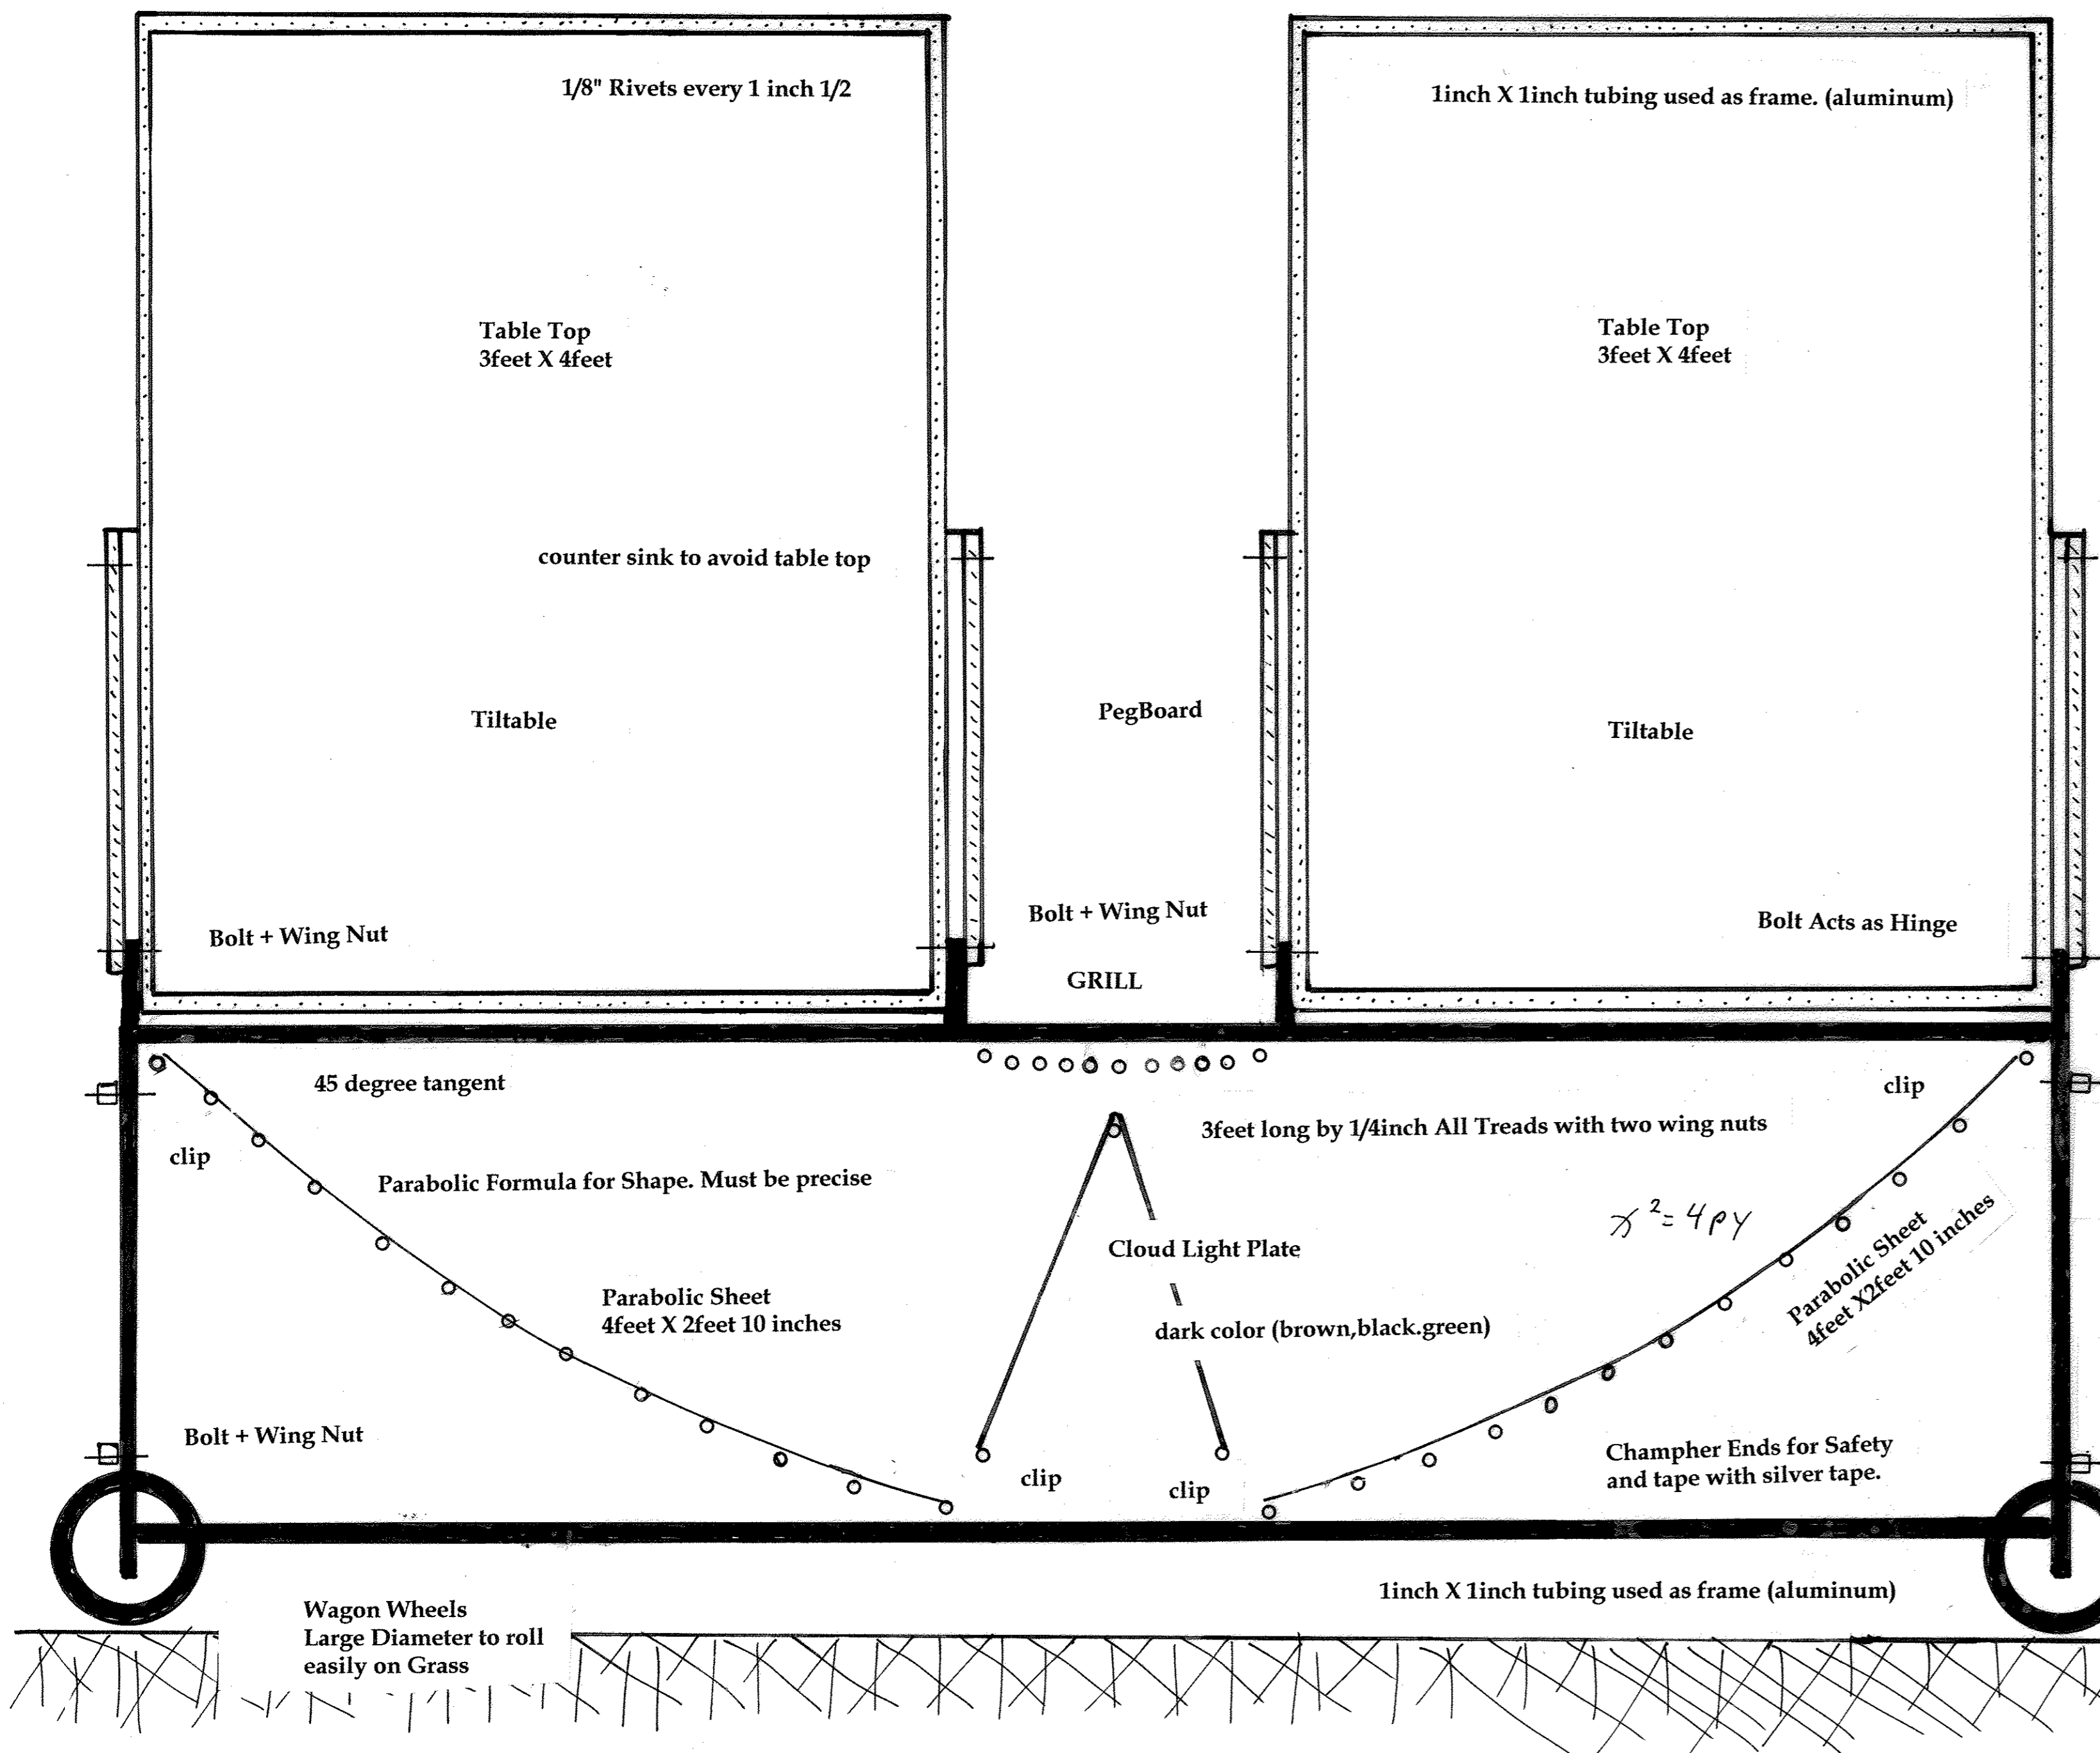 1/8" Rivets every 1 inch 1/2
1inch X 1inch tubing used as frame. (aluminum)
Table Top
3feet X 4feet
Table Top
3feet X 4feet
counter sink to avoid table top
Tiltable
PegBoard
Tiltable
Bolt + Wing Nut
Bolt + Wing Nut
Bolt Acts as Hinge
GRILL
45 degree tangent
clip
clip
3feet long by 1/4inch All Treads with two wing nuts
Parabolic Formula for Shape. Must be precise
x²=4py
Cloud Light Plate
Parabolic Sheet
4feet X2feet 10 inches
Parabolic Sheet
4feet X 2feet 10 inches
dark color (brown,black.green)
Bolt + Wing Nut
clip
clip
Champher Ends for Safety
and tape with silver tape.
1inch X 1inch tubing used as frame (aluminum)
Wagon Wheels
Large Diameter to roll
easily on Grass